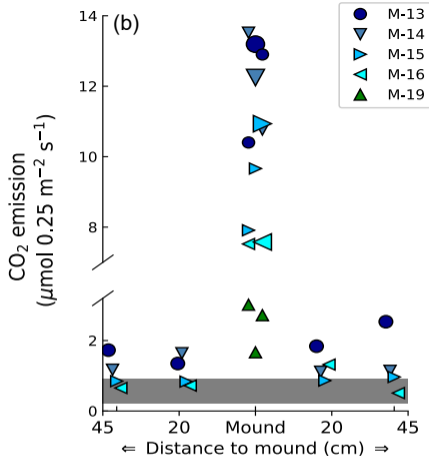 (b)
M-13
M-14
M-15
M-16
M-19
CO₂ emission
(μmol 0.25 m⁻² s⁻¹)
14
12
10
8
2
0
45 20 Mound 20 45
⇐ Distance to mound (cm) ⇒